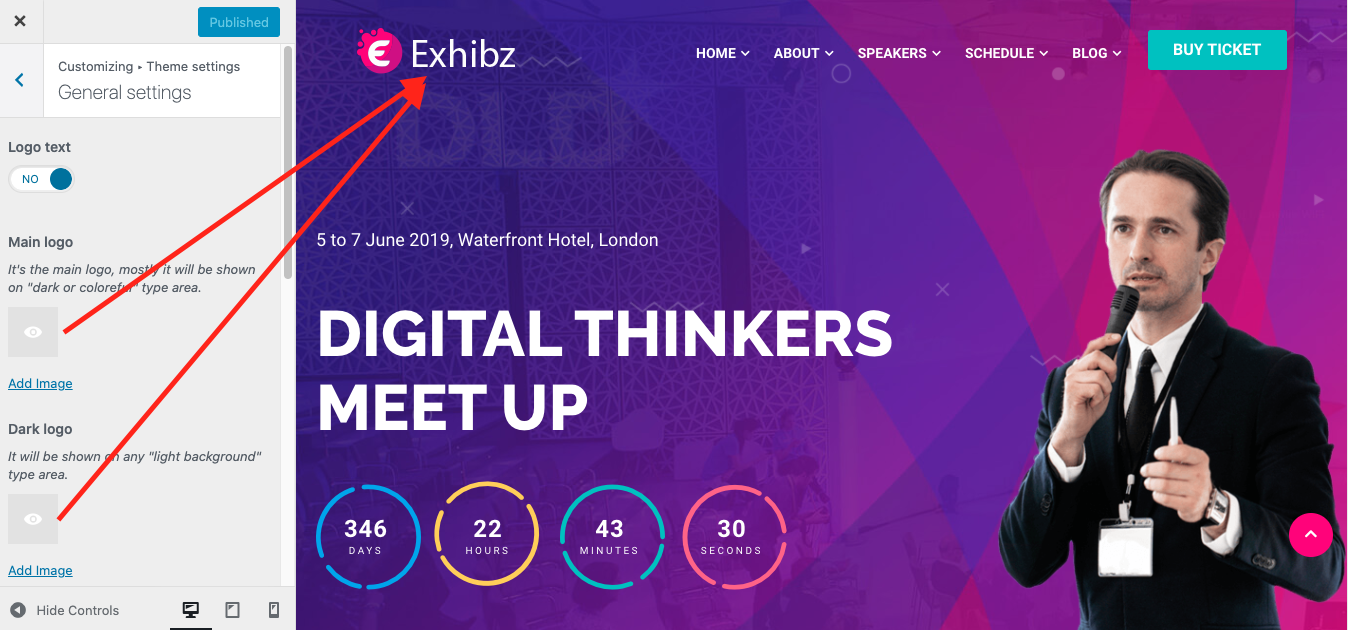 Published
Customizing ▸ Theme settings
General settings
Logo text
NO
Main logo
It's the main logo, mostly it will be shown
on "dark or coloreful" type area.
Add Image
Dark logo
It will be shown on any "light background"
type area.
Add Image
Hide Controls
Exhibz
HOME
ABOUT
SPEAKERS
SCHEDULE
BLOG
BUY TICKET
5 to 7 June 2019, Waterfront Hotel, London
DIGITAL THINKERS
MEET UP
346
DAYS
22
HOURS
43
MINUTES
30
SECONDS